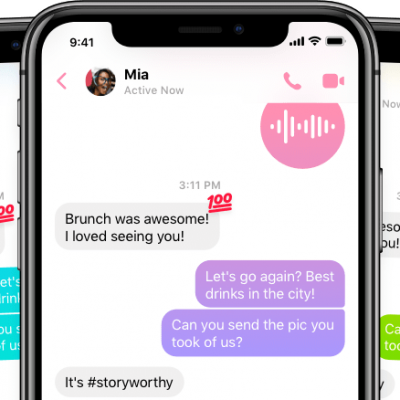 9:41
Mia
Active Now
3:11 PM
100
Brunch was awesome!
I loved seeing you!
Let's go again? Best
drinks in the city!
Can you send the pic you
took of us?
It's #storyworthy